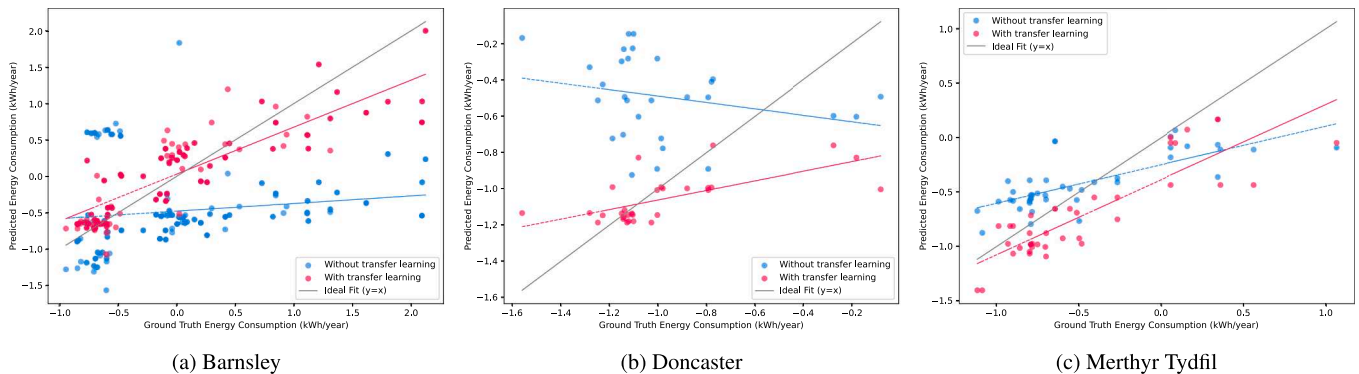 2.0
1.5
1.0
0.5
0.0
−0.5
−1.0
−1.5
Predicted Energy Consumption (kWh/year)
Without transfer learning
With transfer learning
Ideal Fit (y=x)
−1.0 −0.5 0.0 0.5 1.0 1.5 2.0
Ground Truth Energy Consumption (kWh/year)
(a) Barnsley
−0.2
−0.4
−0.6
−0.8
−1.0
−1.2
−1.4
−1.6
Predicted Energy Consumption (kWh/year)
Without transfer learning
With transfer learning
Ideal Fit (y=x)
−1.6 −1.4 −1.2 −1.0 −0.8 −0.6 −0.4 −0.2
Ground Truth Energy Consumption (kWh/year)
(b) Doncaster
Without transfer learning
With transfer learning
Ideal Fit (y=x)
1.0
0.5
0.0
−0.5
−1.0
−1.5
Predicted Energy Consumption (kWh/year)
−1.0 −0.5 0.0 0.5 1.0
Ground Truth Energy Consumption (kWh/year)
(c) Merthyr Tydfil